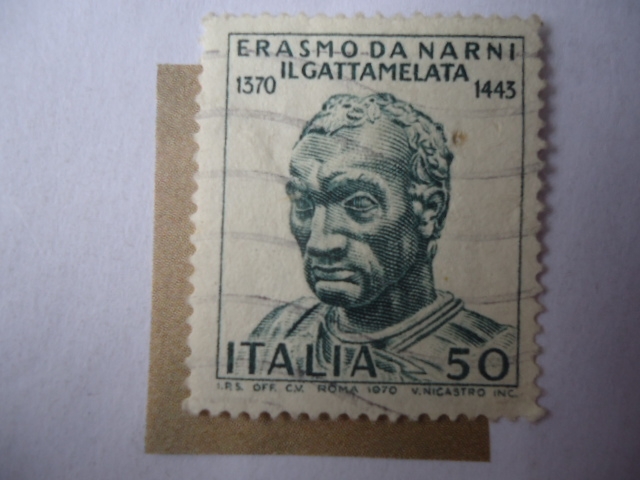 ERASMO DA NARNI
IL GATTAMELATA
1370 1443
ITALIA 50
I.P.S. OFF. C.V. ROMA 1970 V. NICASTRO INC.